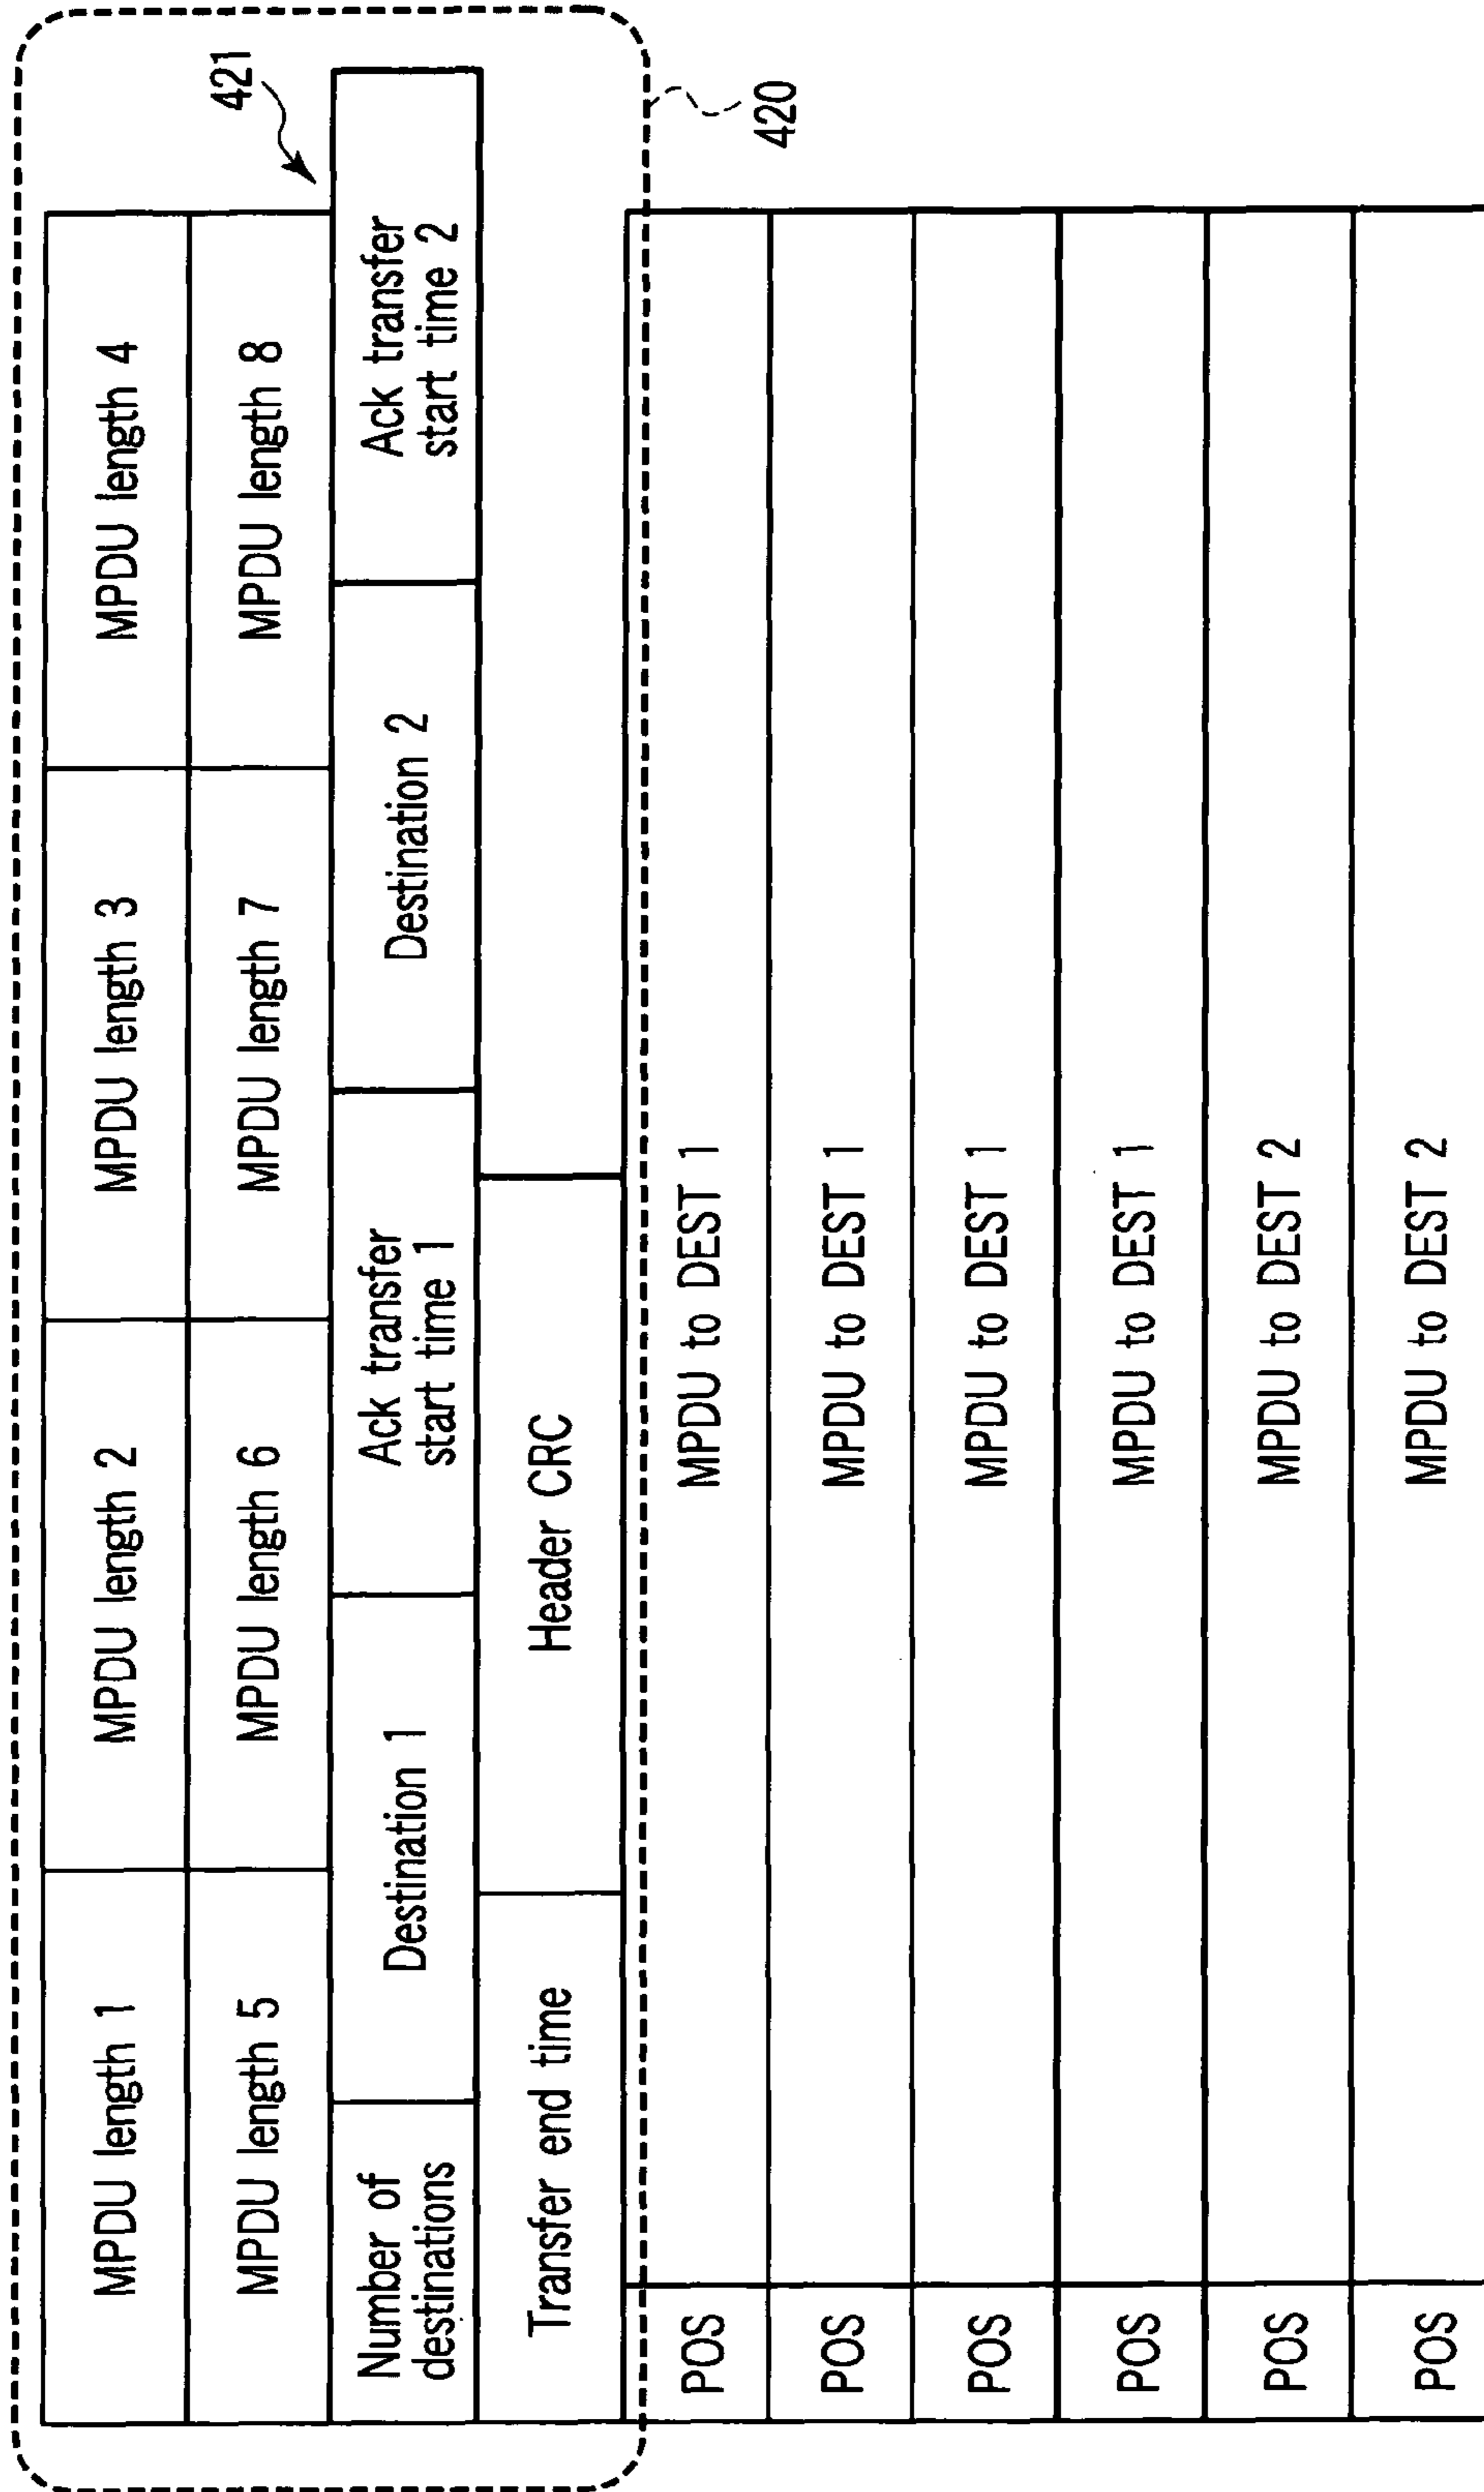 MPDU length 1
MPDU length 2
MPDU length 3
MPDU length 4
MPDU length 5
MPDU length 6
MPDU length 7
MPDU length 8
421
Number of
destinations
Destination 1
Ack transfer
start time 1
Destination 2
Ack transfer
start time 2
Transfer end time
Header CRC
420
POS
MPDU to DEST 1
POS
MPDU to DEST 1
POS
MPDU to DEST 1
POS
MPDU to DEST 1
POS
MPDU to DEST 2
POS
MPDU to DEST 2